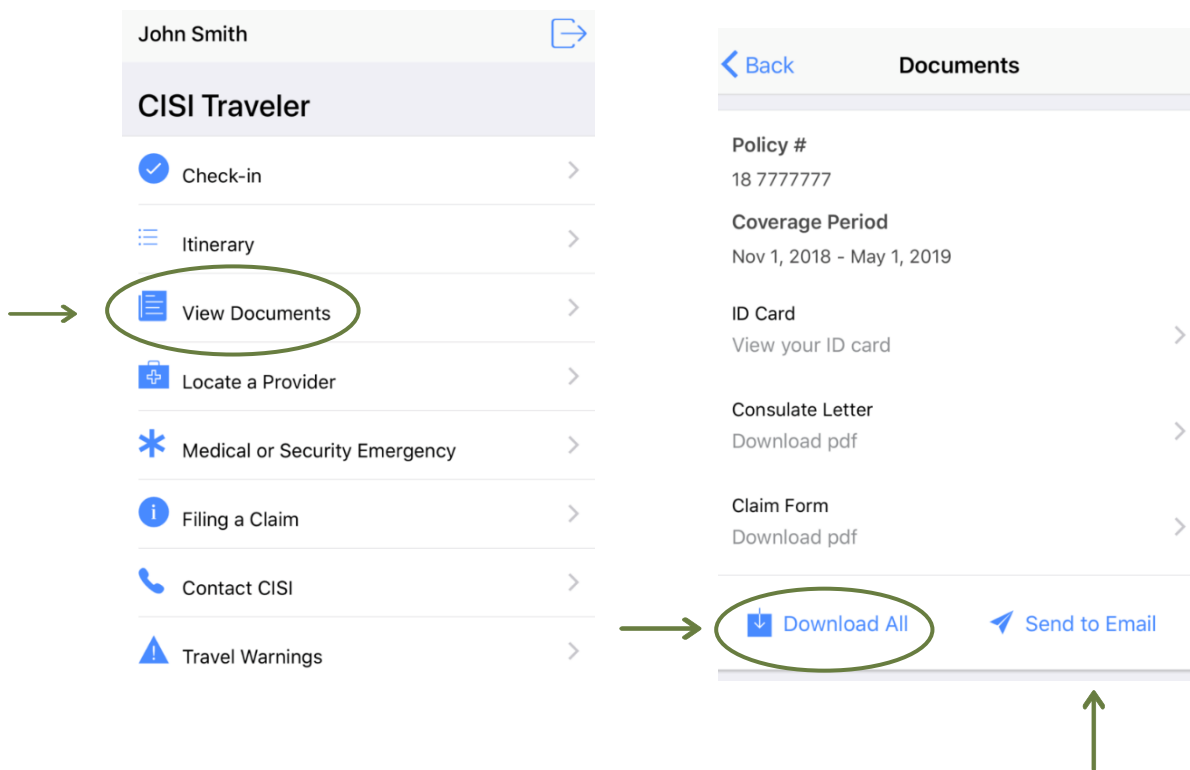 John Smith
CISI Traveler
Check-in
Itinerary
View Documents
Locate a Provider
Medical or Security Emergency
Filing a Claim
Contact CISI
Travel Warnings
Back
Documents
Policy #
18 7777777
Coverage Period
Nov 1, 2018 - May 1, 2019
ID Card
View your ID card
Consulate Letter
Download pdf
Claim Form
Download pdf
Download All
Send to Email